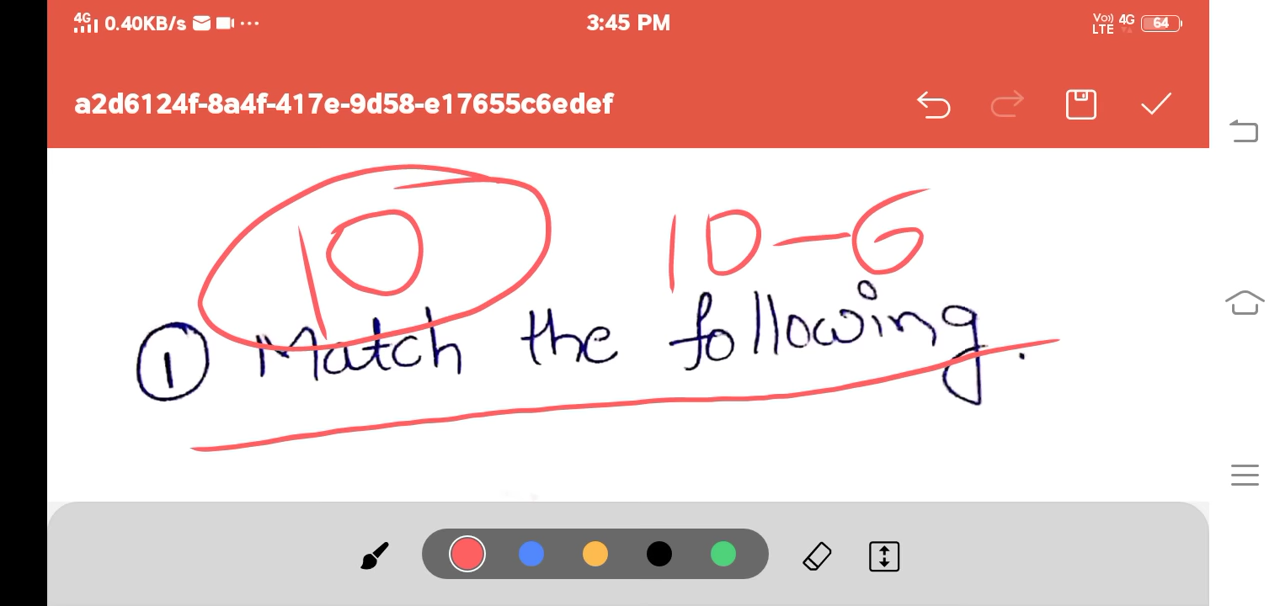 4G 0.40KB/s ... 3:45 PM Vo)) LTE 4G 64
a2d6124f-8a4f-417e-9d58-e17655c6edef
10 10-6
① Match the following.